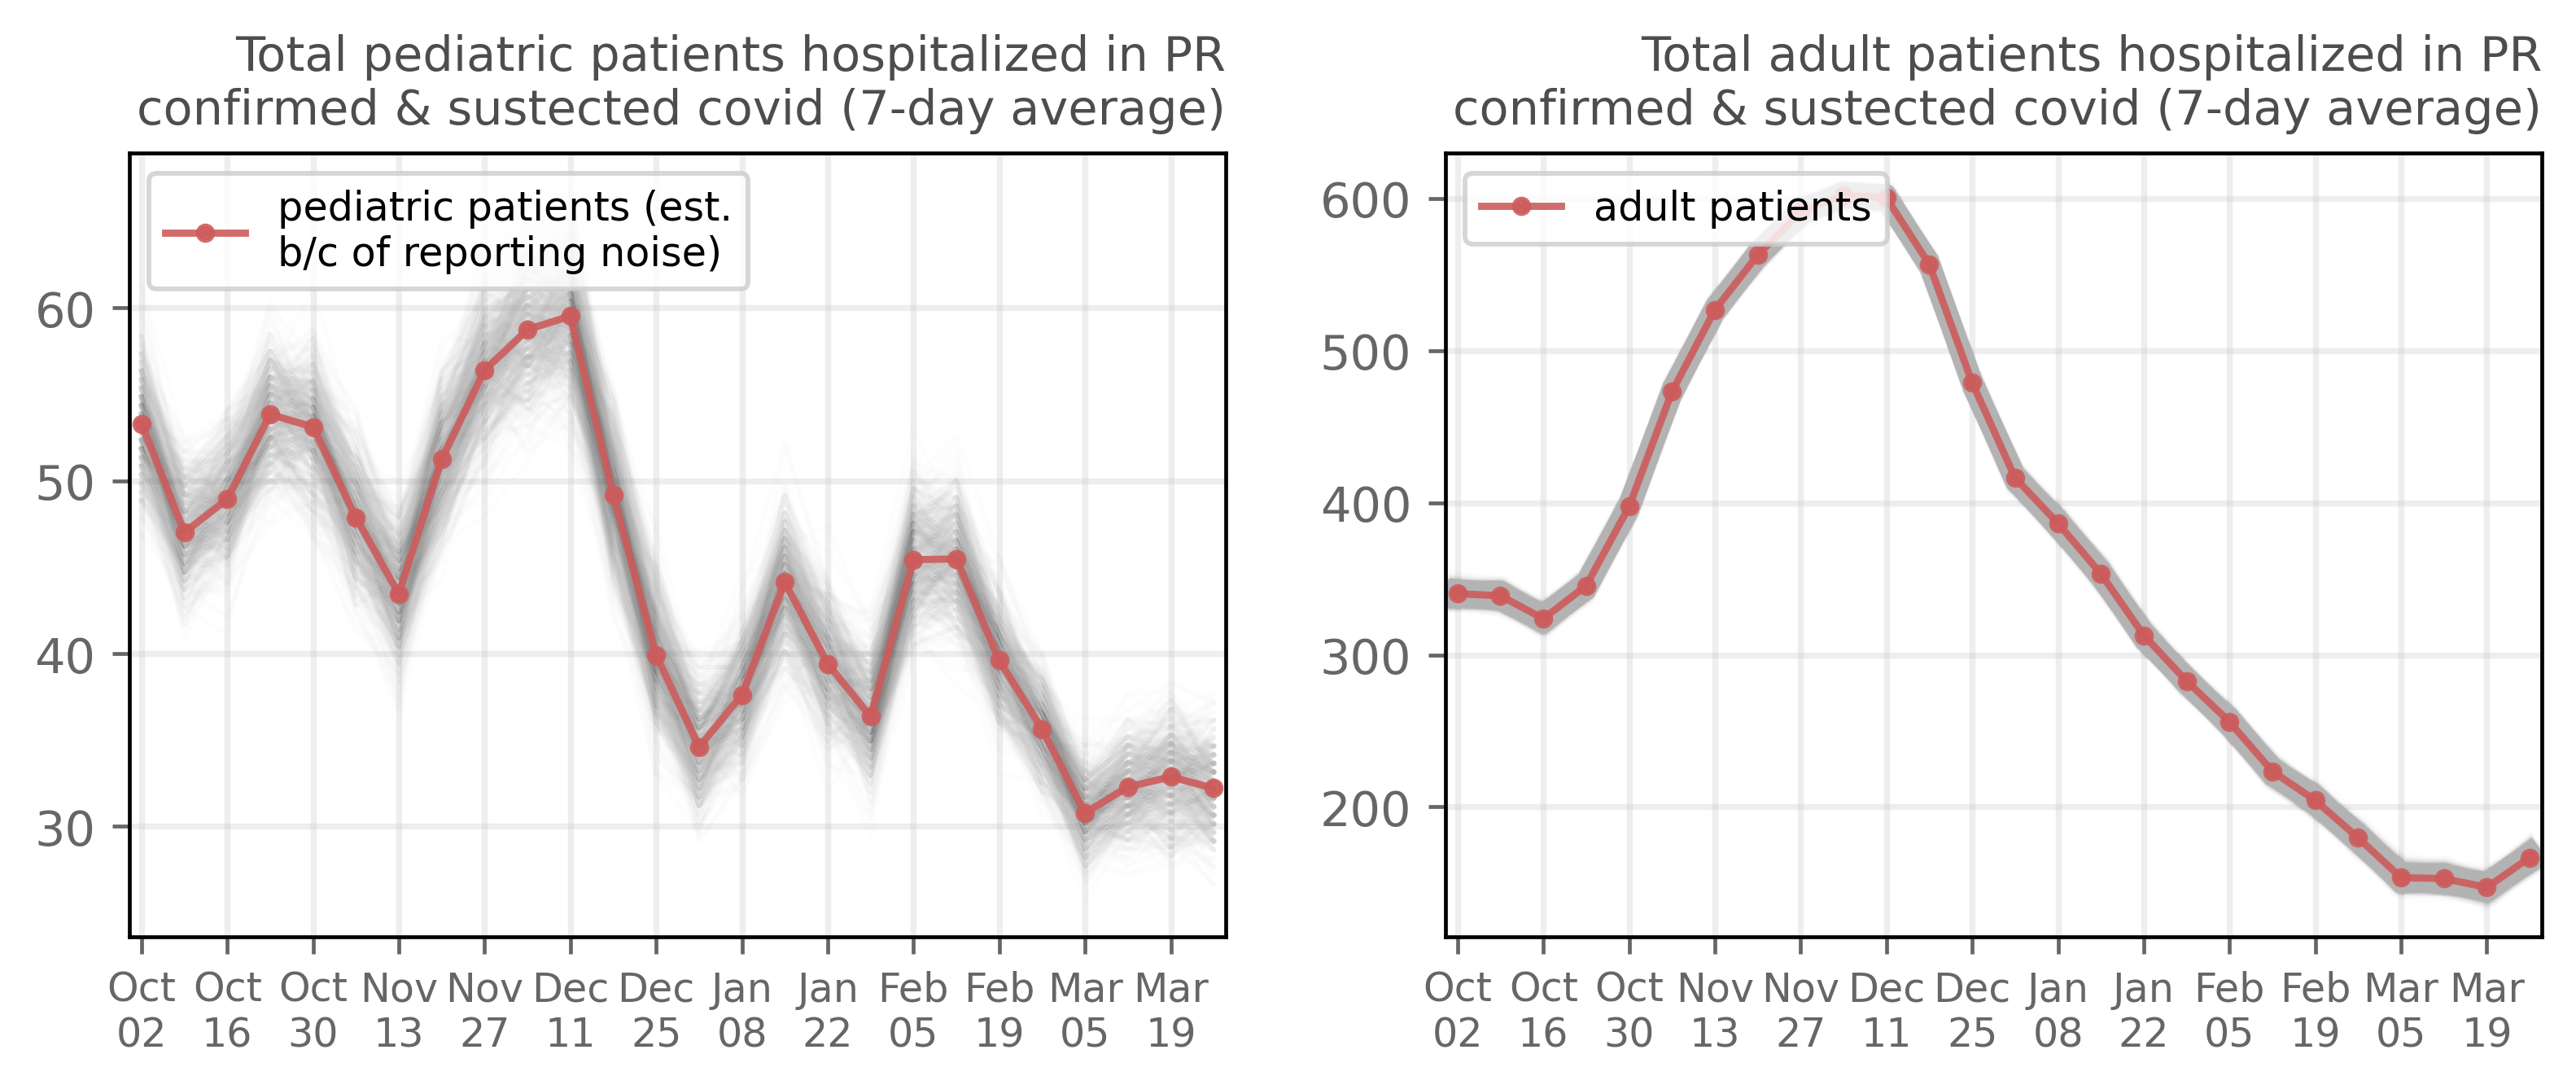 Total pediatric patients hospitalized in PR
confirmed & sustected covid (7-day average)
pediatric patients (est.
b/c of reporting noise)
60
50
40
30
Oct Oct Oct Nov Nov Dec Dec Jan Jan Feb Feb Mar Mar
02 16 30 13 27 11 25 08 22 05 19 05 19
Total adult patients hospitalized in PR
confirmed & sustected covid (7-day average)
adult patients
600
500
400
300
200
Oct Oct Oct Nov Nov Dec Dec Jan Jan Feb Feb Mar Mar
02 16 30 13 27 11 25 08 22 05 19 05 19